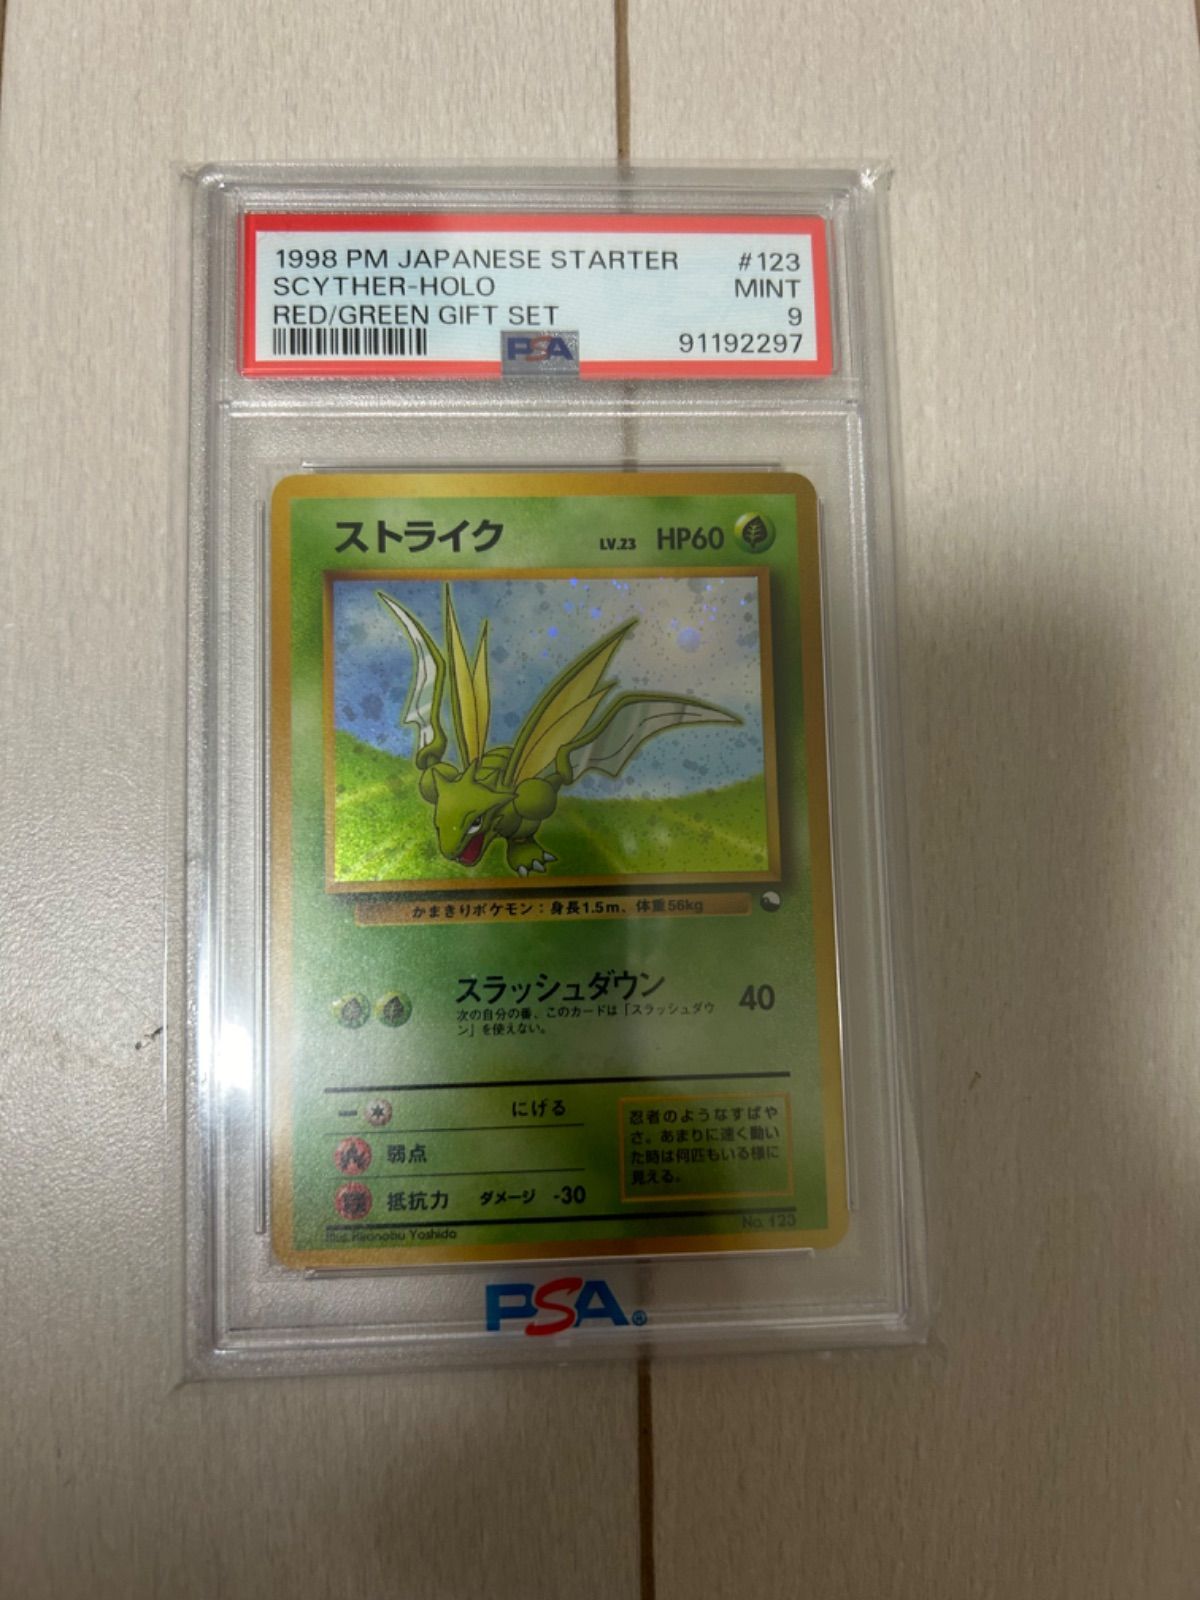 1998 PM JAPANESE STARTER #123
SCYTHER-HOLO MINT
RED/GREEN GIFT SET 9
PSA 91192297
ストライク LV.23 HP60
かまきりポケモン：身長1.5m、体重56kg
スラッシュダウン 40
次の自分の番、このカードは「スラッシュダウ
ン」を使えない。
にげる
弱点
抵抗力 ダメージ -30
忍者のようなすばや
さ。あまりに速く動い
た時は何匹もいる様に
見える。
No. 123
Illus. Hironobu Yoshida
PSA®